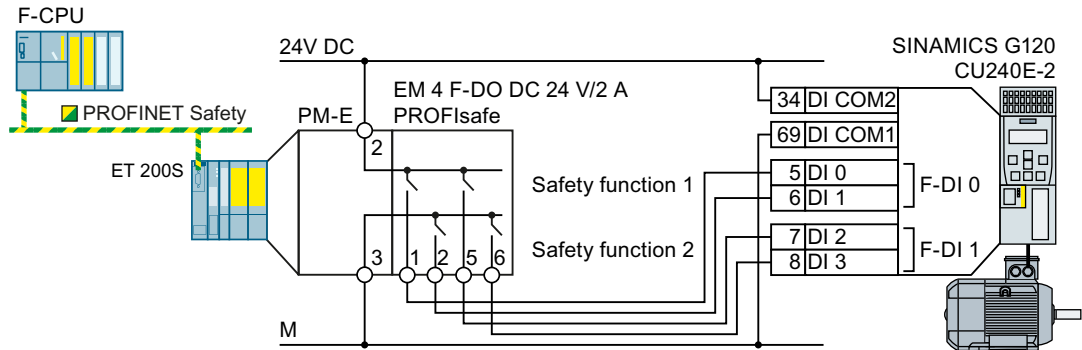 F-CPU
24V DC
SINAMICS G120
CU240E-2
EM 4 F-DO DC 24 V/2 A
PROFIsafe
PROFINET Safety
PM-E
ET 200S
2
3
1 2 5 6
Safety function 1
Safety function 2
34 DI COM2
69 DI COM1
5 DI 0
6 DI 1
F-DI 0
7 DI 2
8 DI 3
F-DI 1
M